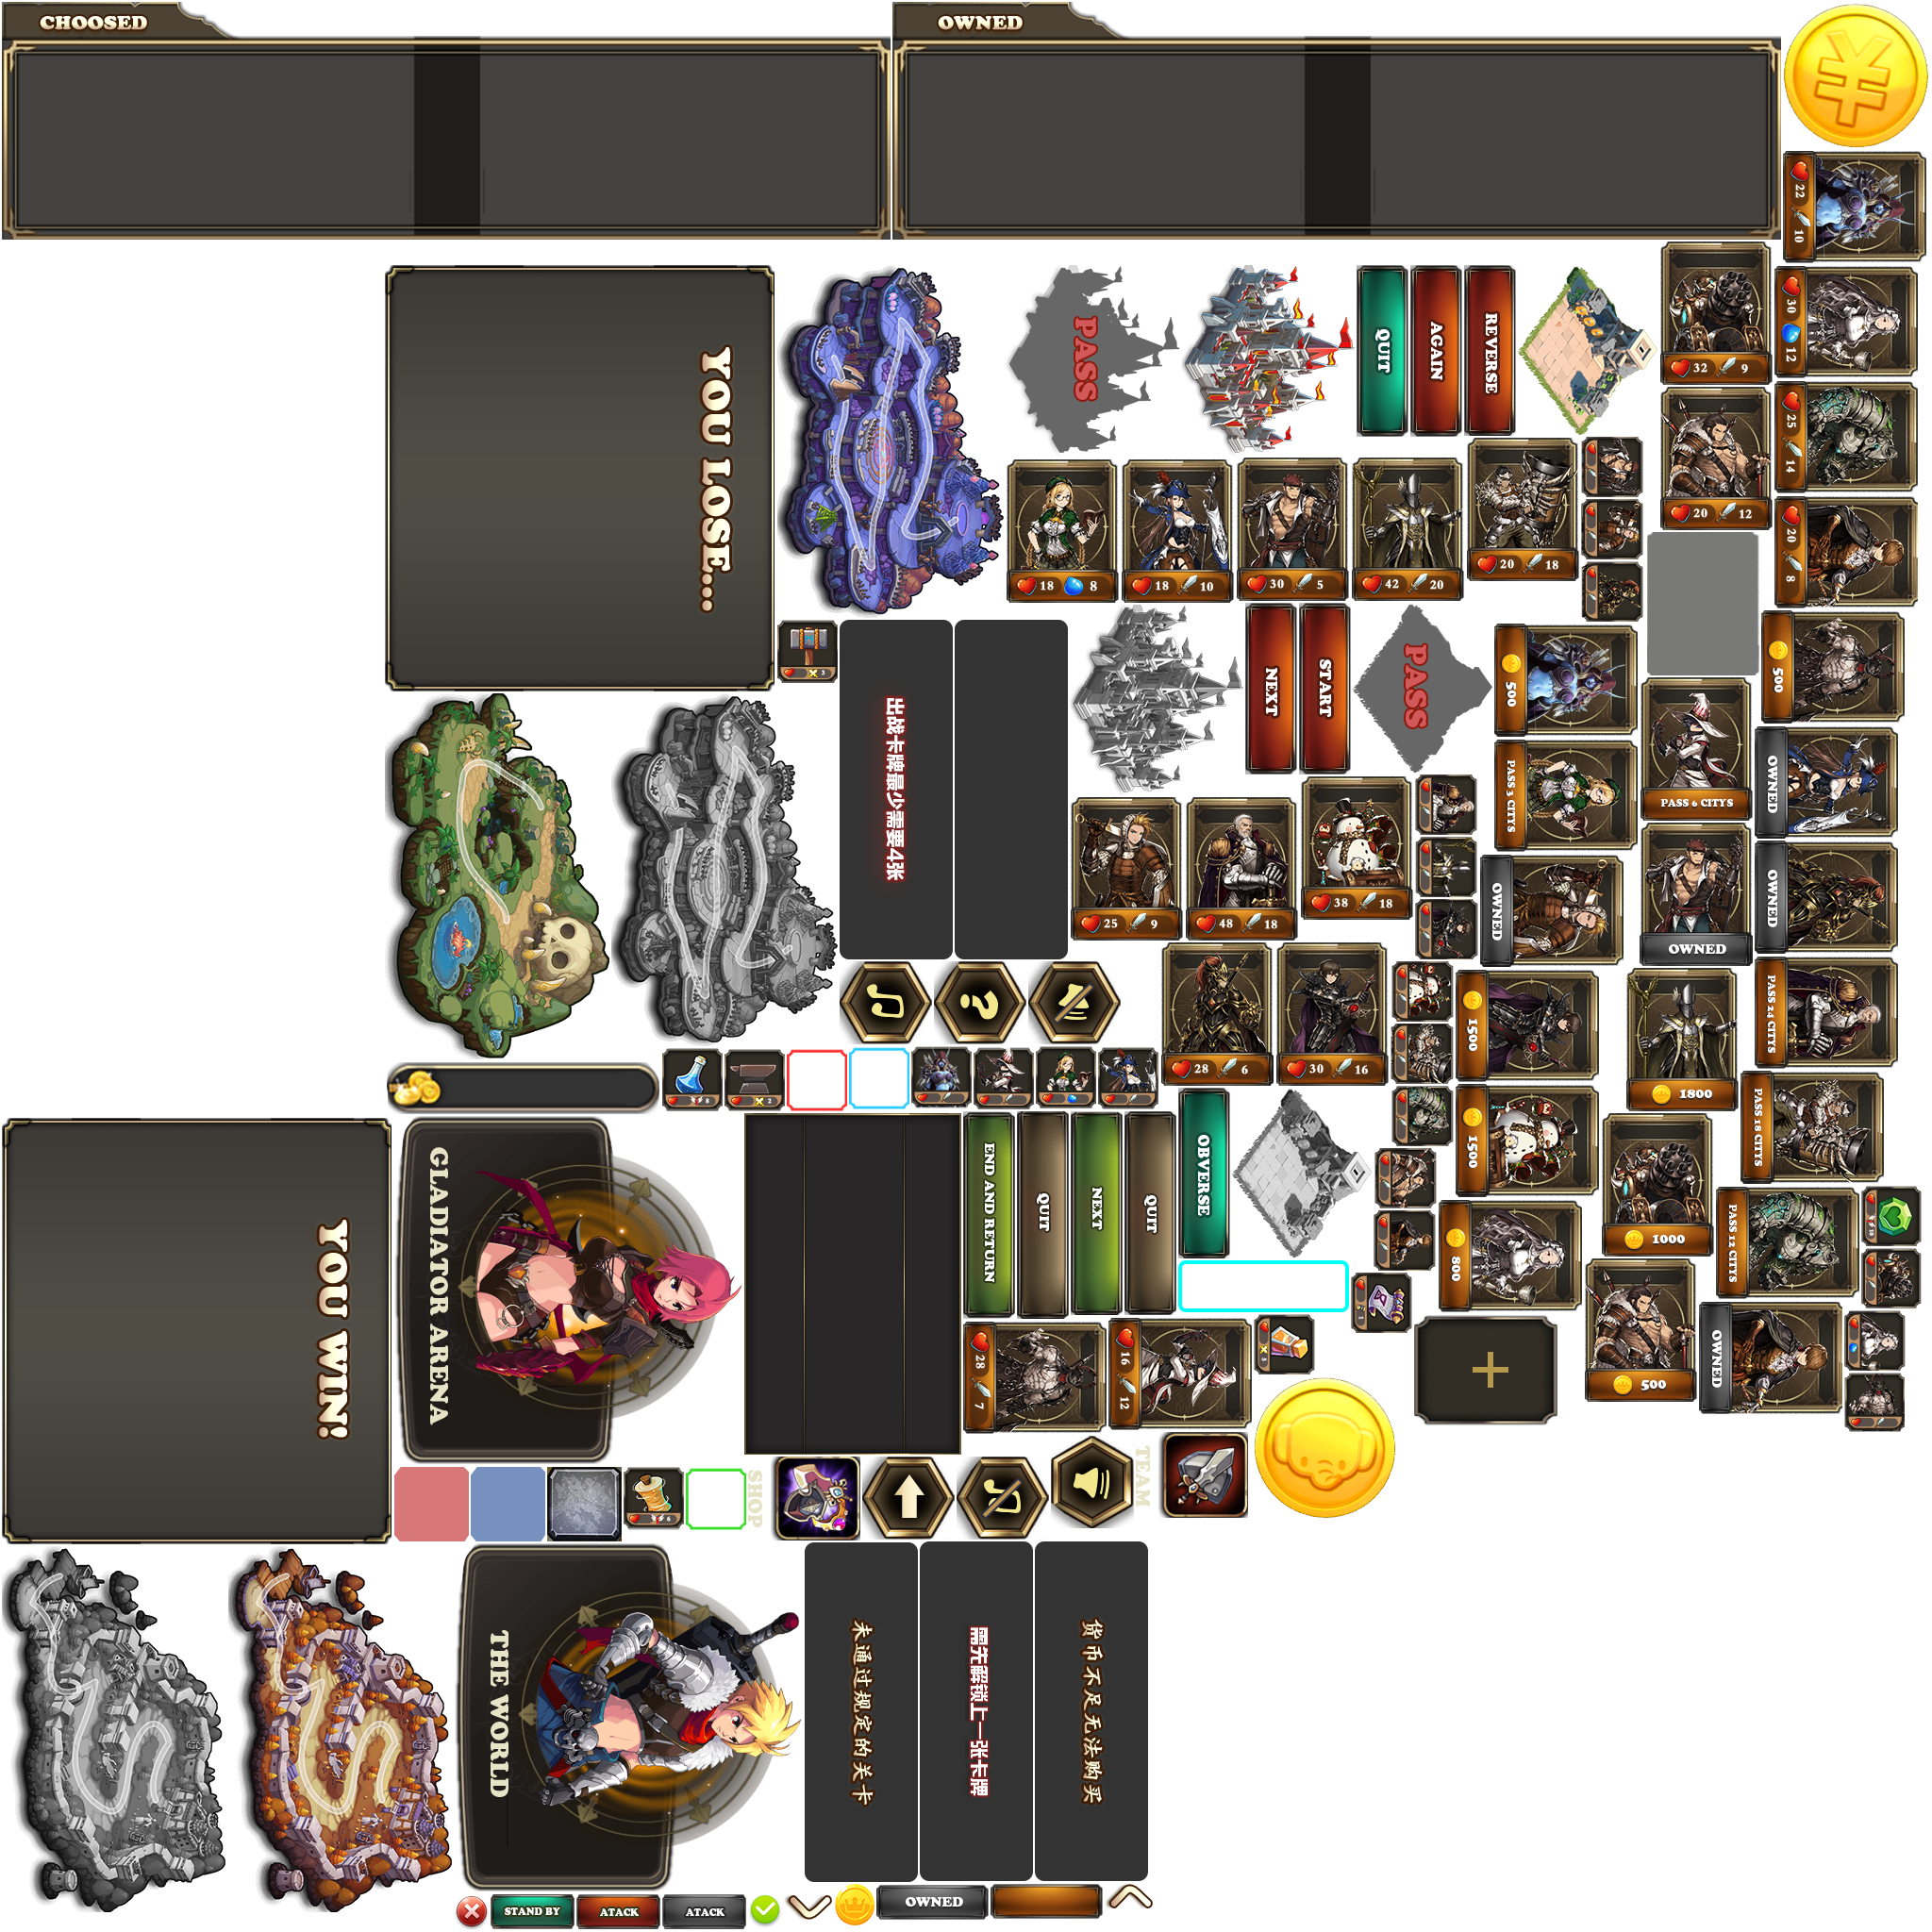 CHOOSED
OWNED
22 10
30 12
32 9
25 14
20 12
20 8
YOU LOSE...
PASS
QUIT
AGAIN
REVERSE
18 8
18 10
30 5
42 20
20 18
3
出战卡牌最少需要4张
NEXT
START
PASS
500
500
PASS 3 CITYS
PASS 6 CITYS
OWNED
OWNED
OWNED
OWNED
25 9
48 18
38 18
28 6
30 16
1500
1800
PASS 24 CITYS
PASS 18 CITYS
1500
1000
PASS 12 CITYS
800
500
OWNED
8
2
YOU WIN!
GLADIATOR ARENA
END AND RETURN
QUIT
NEXT
QUIT
OBVERSE
28 7
16 12
6
SHOP
TEAM
THE WORLD
未通过规定的关卡
需先解锁上一张卡牌
货币不足无法购买
STAND BY
ATACK
ATACK
OWNED